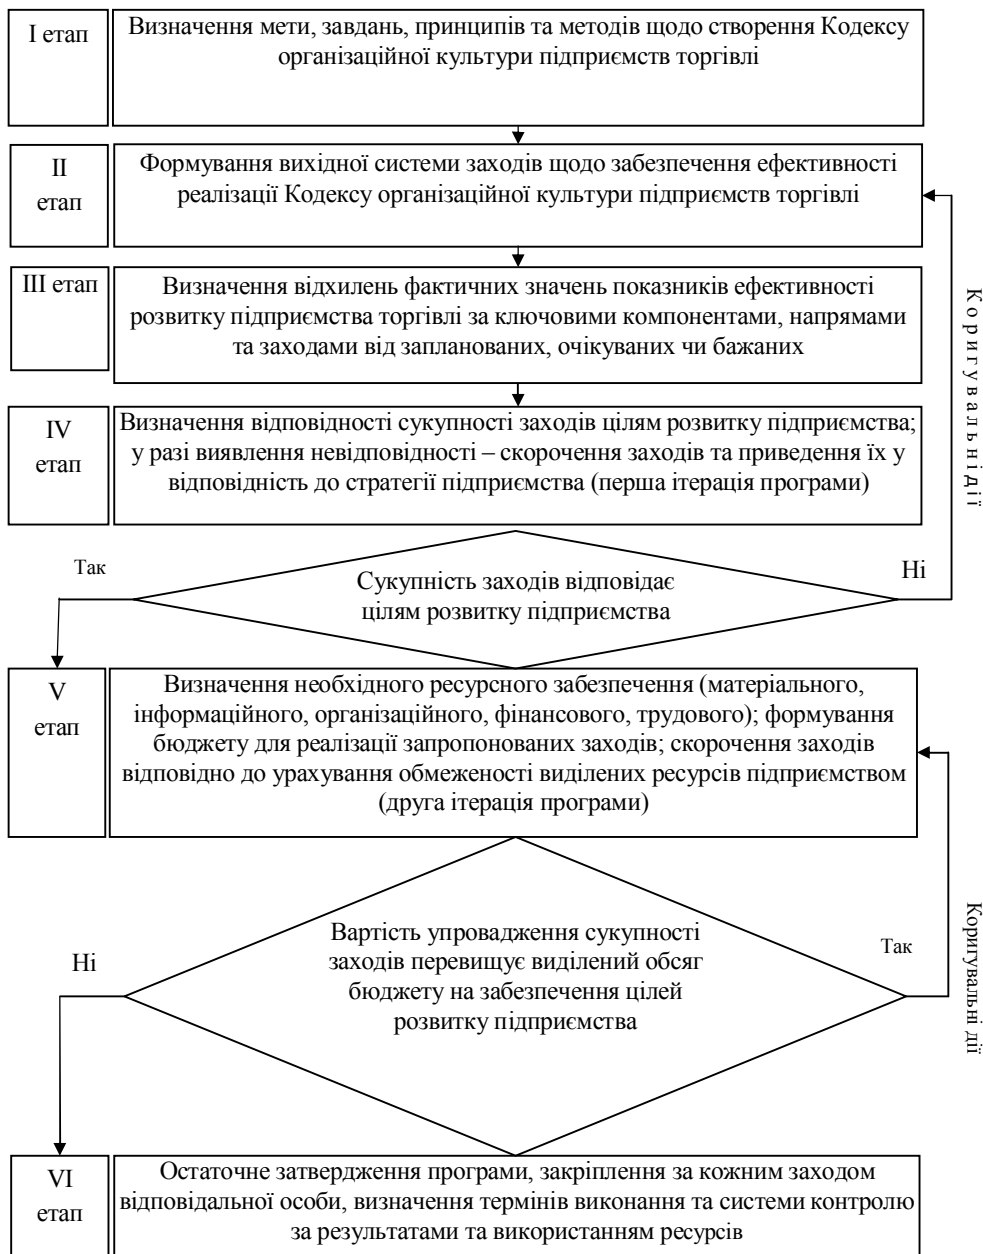 І етап
Визначення мети, завдань, принципів та методів щодо створення Кодексу
організаційної культури підприємств торгівлі
ІІ
етап
Формування вихідної системи заходів щодо забезпечення ефективності
реалізації Кодексу організаційної культури підприємств торгівлі
ІІІ етап
Визначення відхилень фактичних значень показників ефективності
розвитку підприємства торгівлі за ключовими компонентами, напрямами
та заходами від запланованих, очікуваних чи бажаних
Коригувальнідії
IV
етап
Визначення відповідності сукупності заходів цілям розвитку підприємства;
у разі виявлення невідповідності – скорочення заходів та приведення їх у
відповідність до стратегії підприємства (перша ітерація програми)
Так
Сукупність заходів відповідає
цілям розвитку підприємства
Ні
V
етап
Визначення необхідного ресурсного забезпечення (матеріального,
інформаційного, організаційного, фінансового, трудового); формування
бюджету для реалізації запропонованих заходів; скорочення заходів
відповідно до урахування обмеженості виділених ресурсів підприємством
(друга ітерація програми)
Ні
Вартість упровадження сукупності
заходів перевищує виділений обсяг
бюджету на забезпечення цілей
розвитку підприємства
Так
Коригувальні дії
VI
етап
Остаточне затвердження програми, закріплення за кожним заходом
відповідальної особи, визначення термінів виконання та системи контролю
за результатами та використанням ресурсів